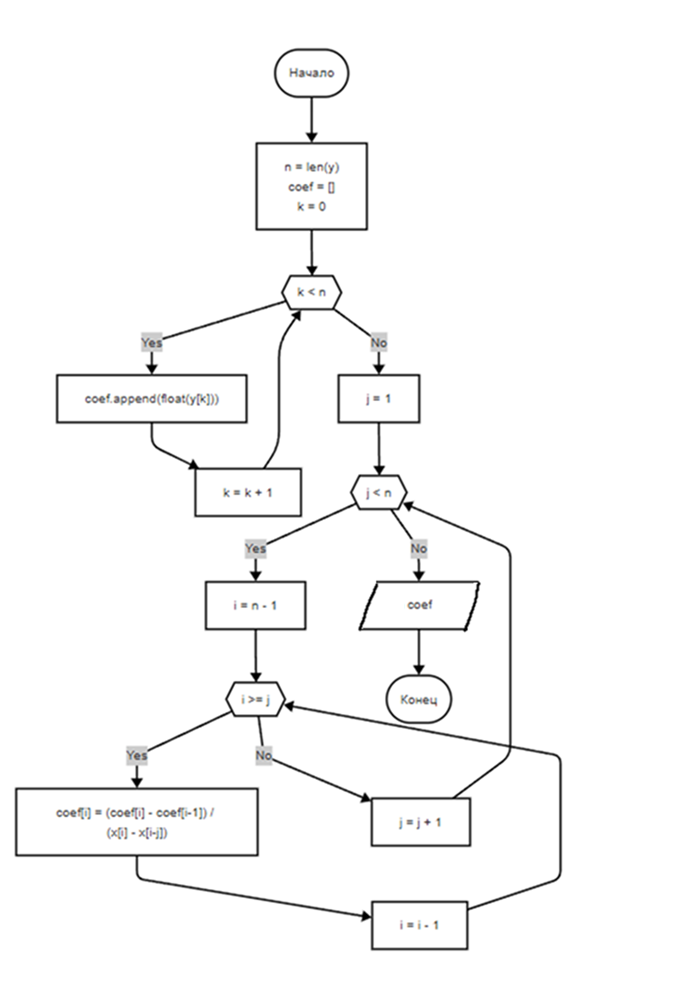 Начало
n = len(y)
coef = []
k = 0
k < n
Yes
No
coef.append(float(y[k]))
j = 1
k = k + 1
j < n
Yes
No
i = n - 1
coef
i >= j
Конец
Yes
No
coef[i] = (coef[i] - coef[i-1]) /
(x[i] - x[i-j])
j = j + 1
i = i - 1